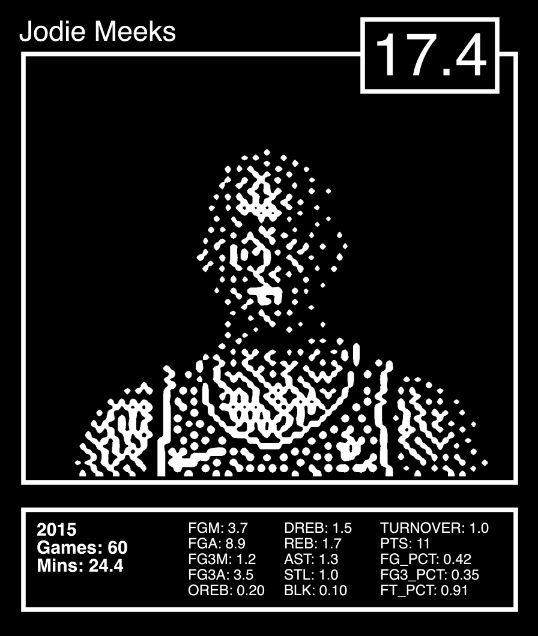 Jodie Meeks
17.4
2015
Games: 60
Mins: 24.4
FGM: 3.7
FGA: 8.9
FG3M: 1.2
FG3A: 3.5
OREB: 0.20
DREB: 1.5
REB: 1.7
AST: 1.3
STL: 1.0
BLK: 0.10
TURNOVER: 1.0
PTS: 11
FG_PCT: 0.42
FG3_PCT: 0.35
FT_PCT: 0.91